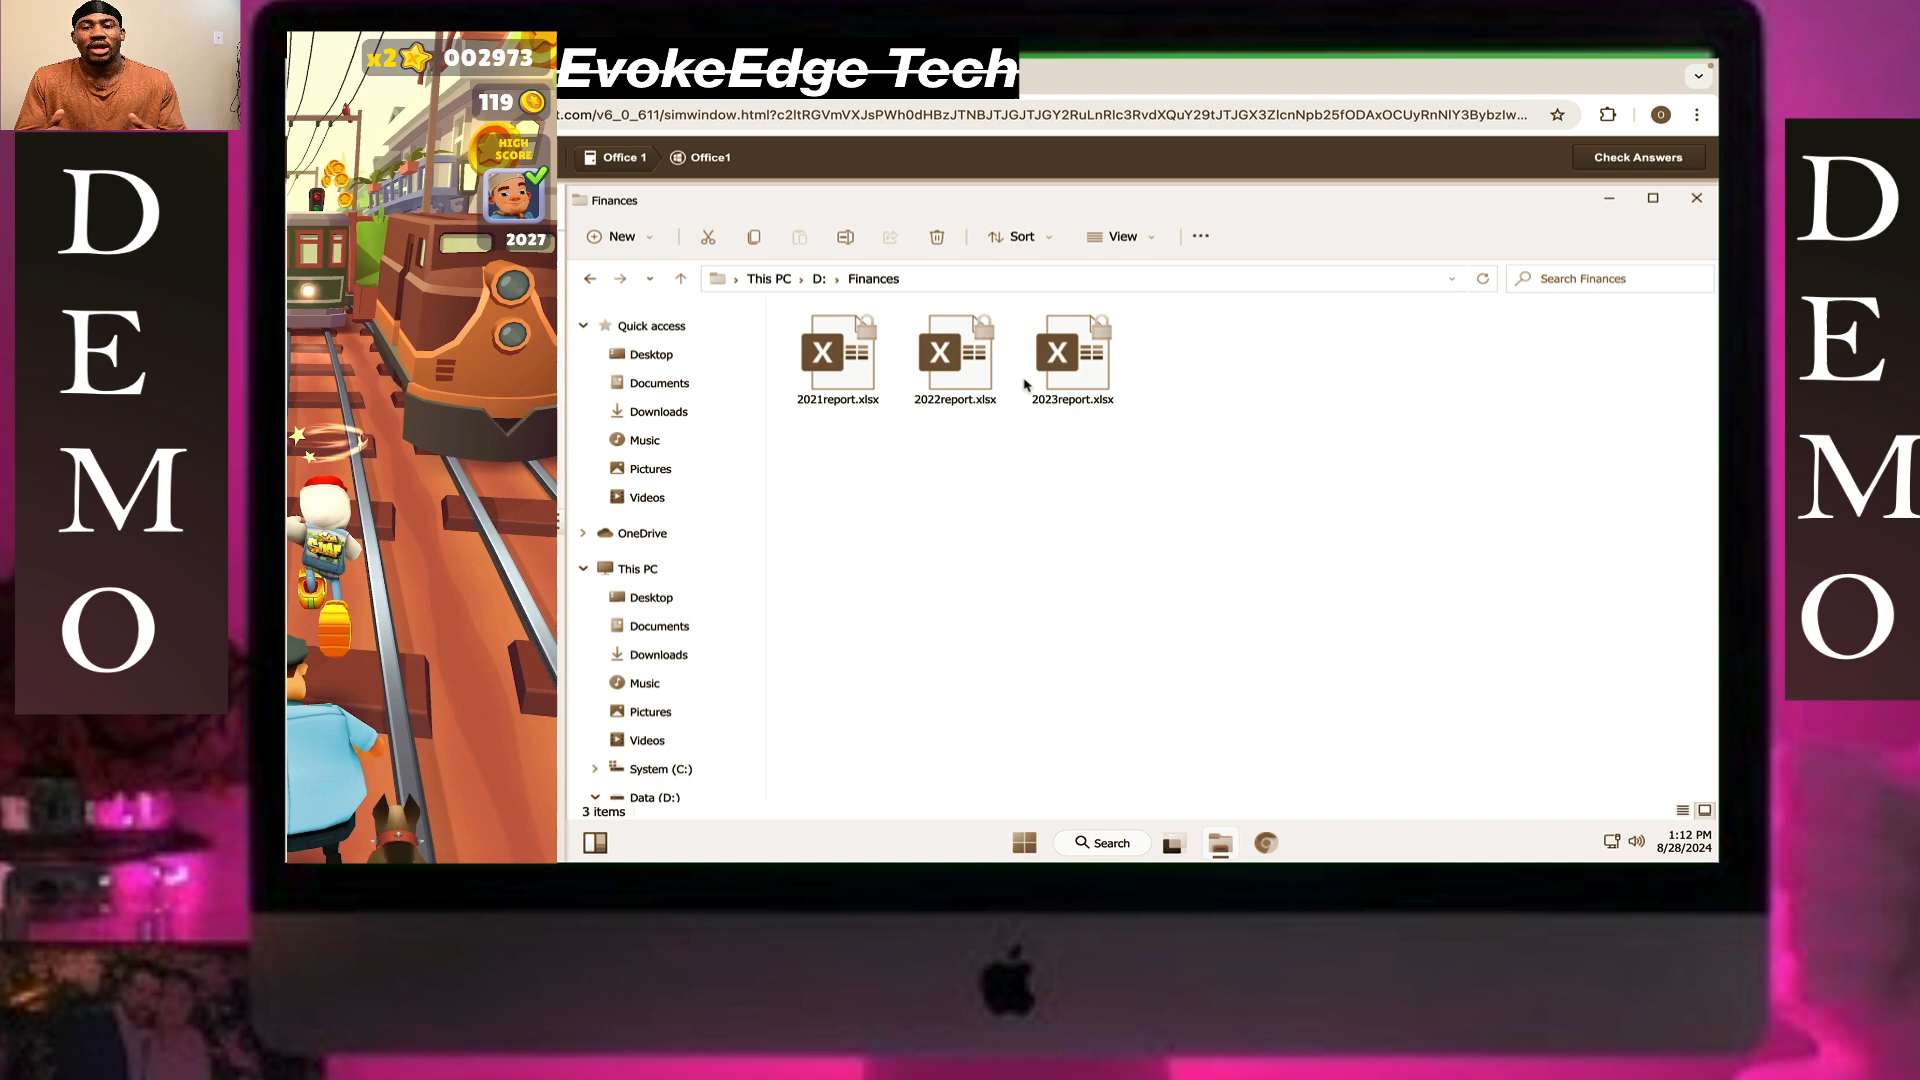 x2 002973
119
HIGH
SCORE
2027
EvokeEdge Tech
t.com/v6_0_611/simwindow.html?c2ltRGVmVXJsPWh0dHBzJTNBJTJGJTJGY2RuLnRlc3RvdXQuY29tJTJGX3ZlcnNpb25fODAxOCUyRnNlY3Bybzlw...
O
Office 1
Office1
Check Answers
Finances
New
Sort
View
This PC > D: > Finances
Search Finances
Quick access
Desktop
Documents
Downloads
Music
Pictures
Videos
OneDrive
This PC
Desktop
Documents
Downloads
Music
Pictures
Videos
System (C:)
Data (D:)
X
2021report.xlsx
X
2022report.xlsx
X
2023report.xlsx
3 items
Search
1:12 PM
8/28/2024
D
E
M
O
D
E
M
O